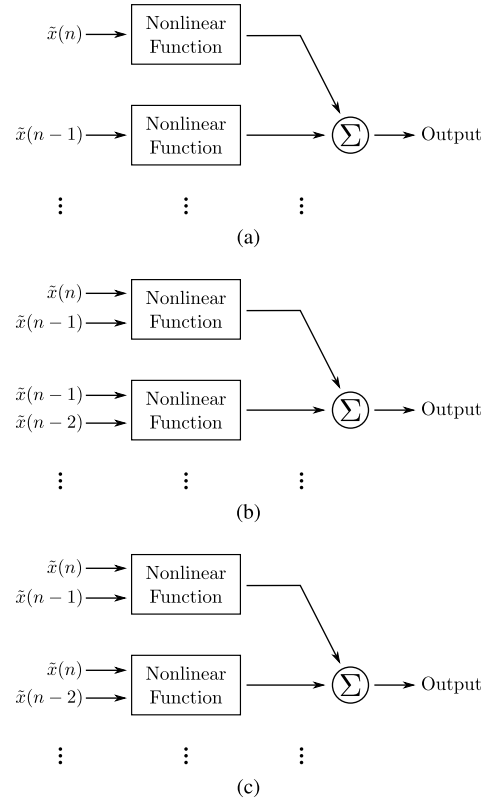 x̃(n)
Nonlinear
Function
x̃(n − 1)
Nonlinear
Function
∑
Output
⋮ ⋮ ⋮
(a)
x̃(n)
x̃(n − 1)
Nonlinear
Function
x̃(n − 1)
x̃(n − 2)
Nonlinear
Function
∑
Output
⋮ ⋮ ⋮
(b)
x̃(n)
x̃(n − 1)
Nonlinear
Function
x̃(n)
x̃(n − 2)
Nonlinear
Function
∑
Output
⋮ ⋮ ⋮
(c)